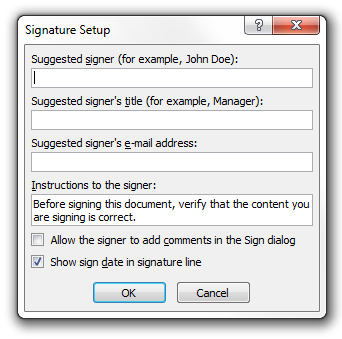 Signature Setup
?
Suggested signer (for example, John Doe):
Suggested signer's title (for example, Manager):
Suggested signer's e-mail address:
Instructions to the signer:
Before signing this document, verify that the content you
are signing is correct.
Allow the signer to add comments in the Sign dialog
Show sign date in signature line
OK Cancel